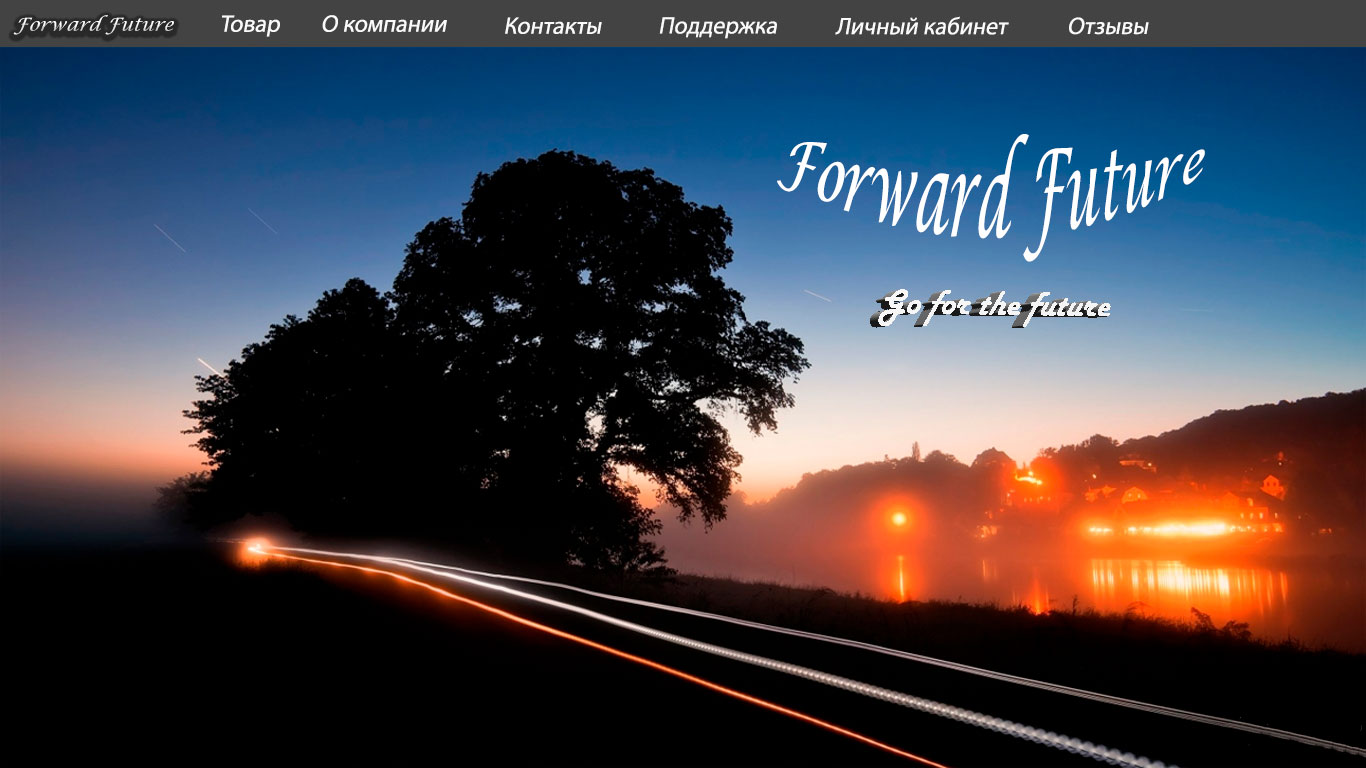 Forward Future Товар О компании Контакты Поддержка Личный кабинет Отзывы
Forward Future
Go for the future